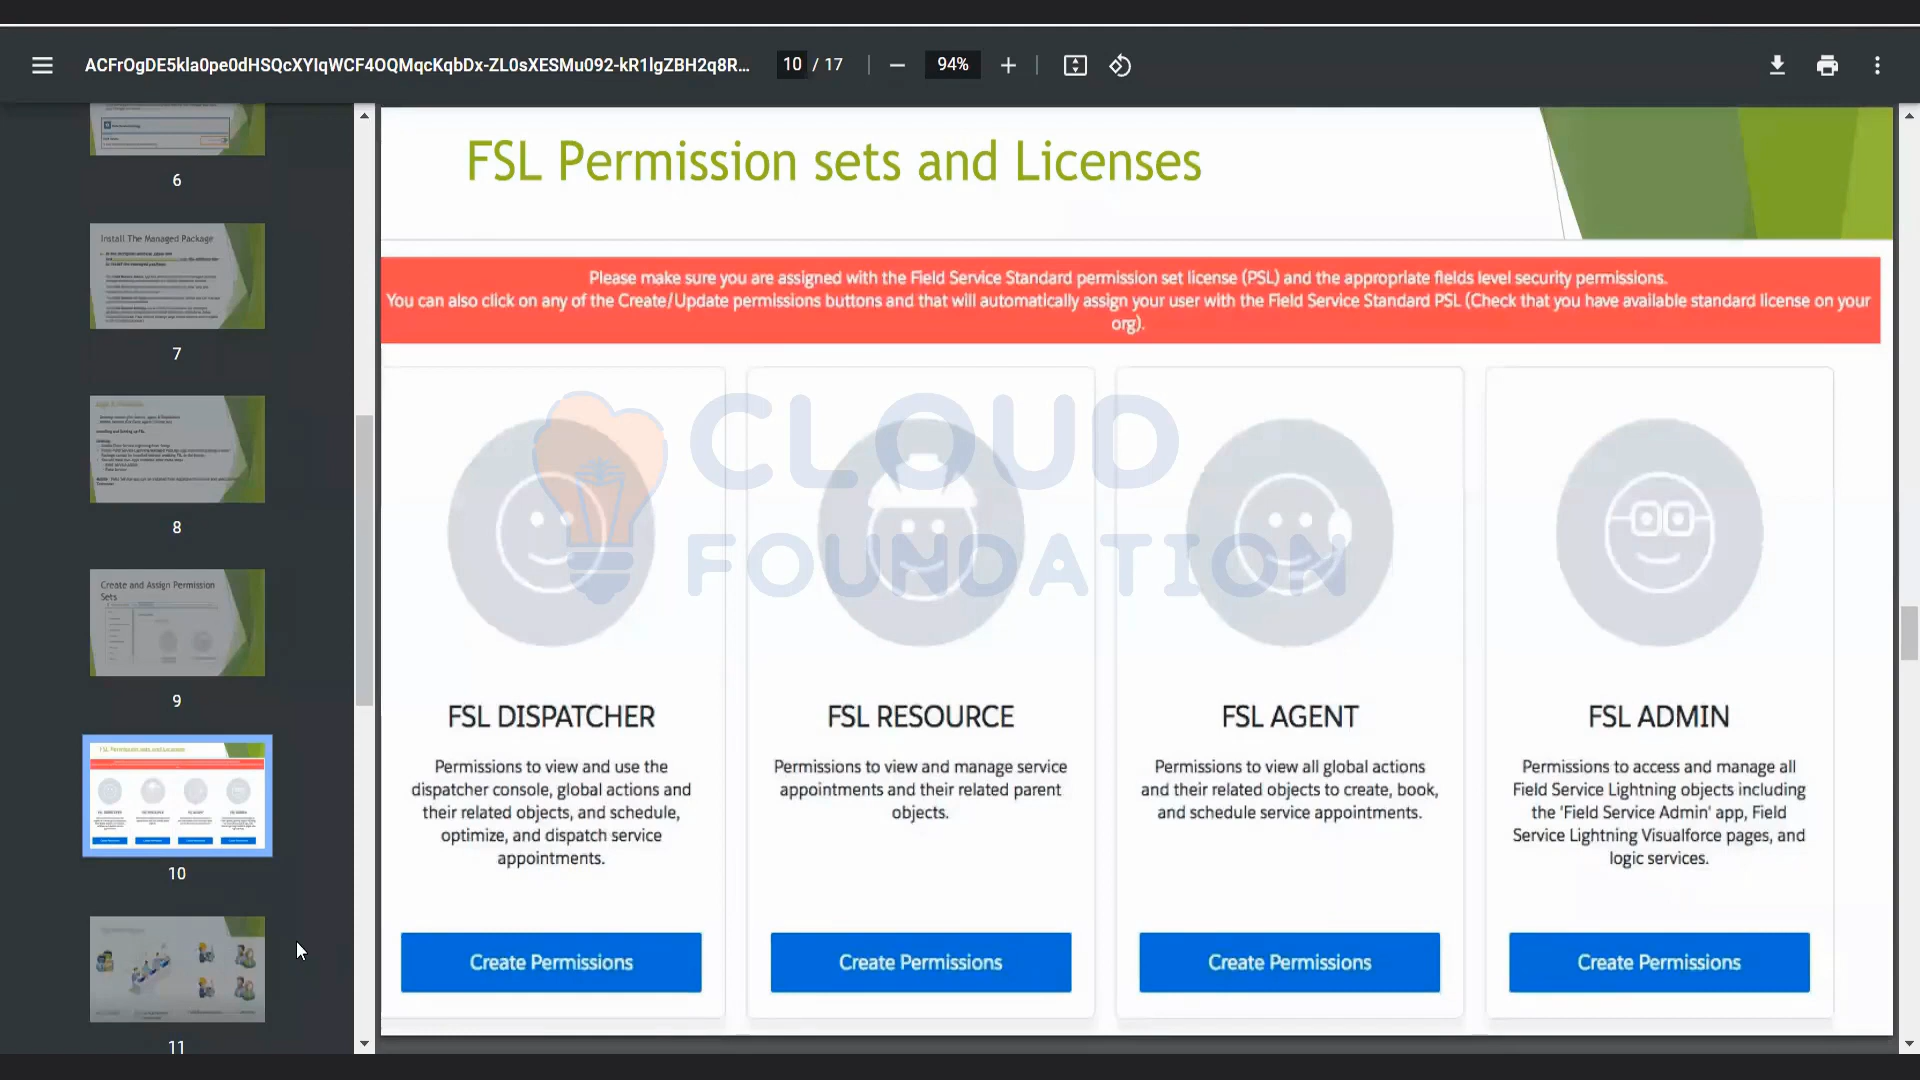 ACFrOgDE5kla0pe0dHSQcXYIqWCF4OQMqcKqbDx-ZL0sXESMu092-kR1lgZBH2q8R...
10 / 17
94%
6
Install The Managed Package
7
8
Create and Assign Permission
Sets
9
FSL Permission sets and Licenses
10
11
FSL Permission sets and Licenses
Please make sure you are assigned with the Field Service Standard permission set license (PSL) and the appropriate fields level security permissions.
You can also click on any of the Create/Update permissions buttons and that will automatically assign your user with the Field Service Standard PSL (Check that you have available standard license on your
org).
CLOUD
FOUNDATION
FSL DISPATCHER
Permissions to view and use the
dispatcher console, global actions and
their related objects, and schedule,
optimize, and dispatch service
appointments.
Create Permissions
FSL RESOURCE
Permissions to view and manage service
appointments and their related parent
objects.
Create Permissions
FSL AGENT
Permissions to view all global actions
and their related objects to create, book,
and schedule service appointments.
Create Permissions
FSL ADMIN
Permissions to access and manage all
Field Service Lightning objects including
the 'Field Service Admin' app, Field
Service Lightning Visualforce pages, and
logic services.
Create Permissions